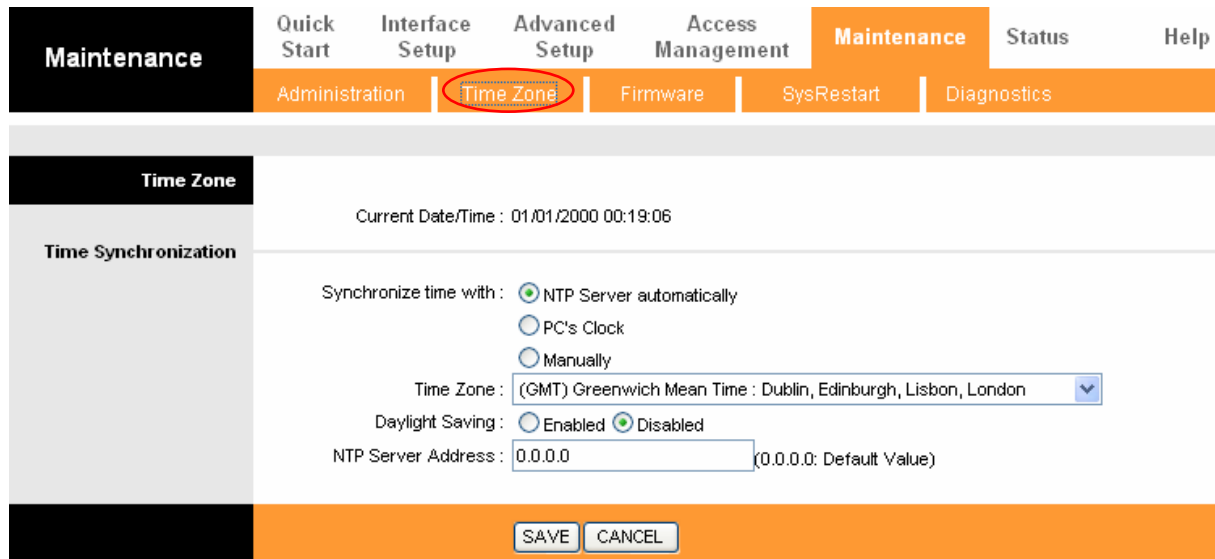 Maintenance
Quick Start
Interface Setup
Advanced Setup
Access Management
Maintenance
Status
Help
Administration
Time Zone
Firmware
SysRestart
Diagnostics
Time Zone
Current Date/Time : 01/01/2000 00:19:06
Time Synchronization
Synchronize time with : NTP Server automatically
PC's Clock
Manually
Time Zone : (GMT) Greenwich Mean Time : Dublin, Edinburgh, Lisbon, London
Daylight Saving : Enabled Disabled
NTP Server Address : 0.0.0.0 (0.0.0.0: Default Value)
SAVE CANCEL